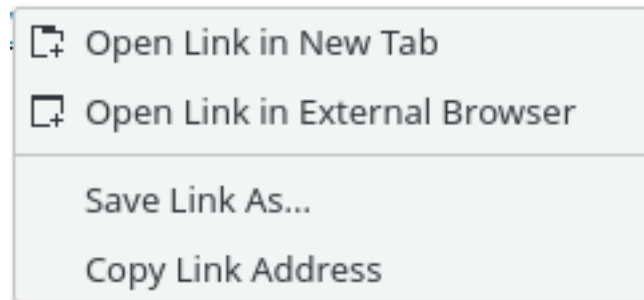 Open Link in New Tab
Open Link in External Browser
Save Link As...
Copy Link Address